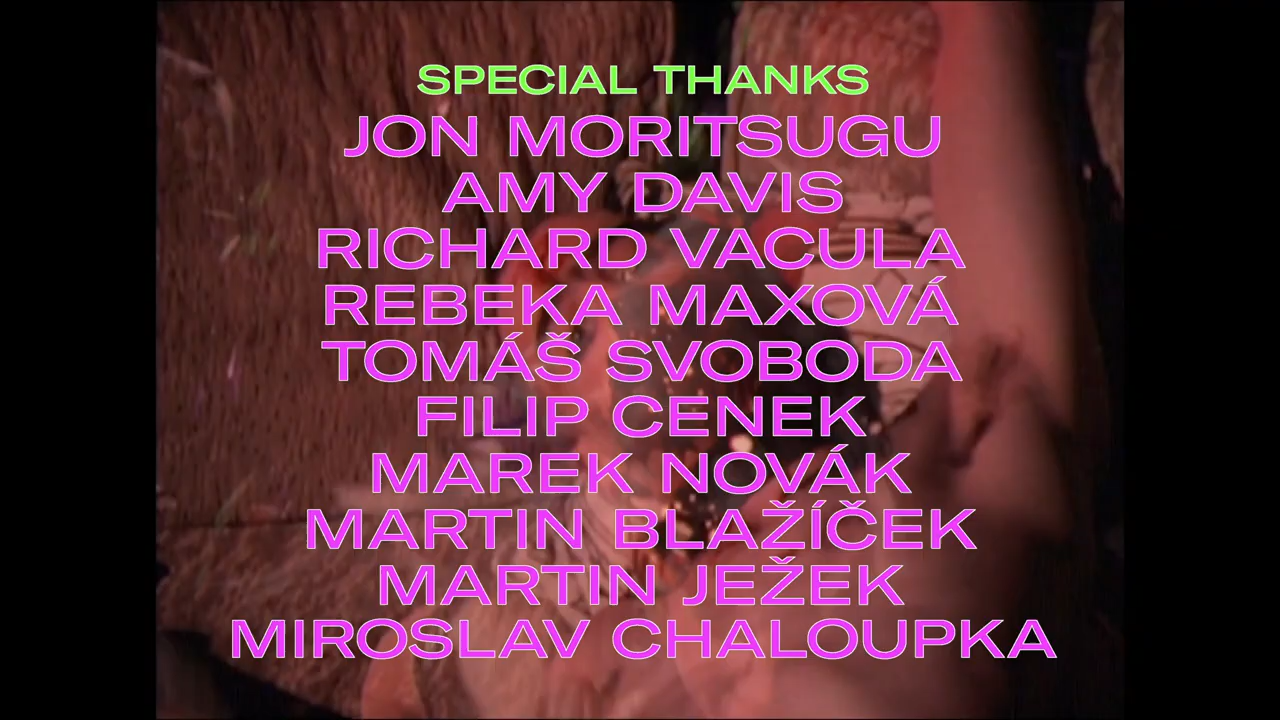 SPECIAL THANKS
JON MORITSUGU
AMY DAVIS
RICHARD VACULA
REBEKA MAXOVÁ
TOMÁŠ SVOBODA
FILIP CENEK
MAREK NOVÁK
MARTIN BLAŽÍČEK
MARTIN JEŽEK
MIROSLAV CHALOUPKA